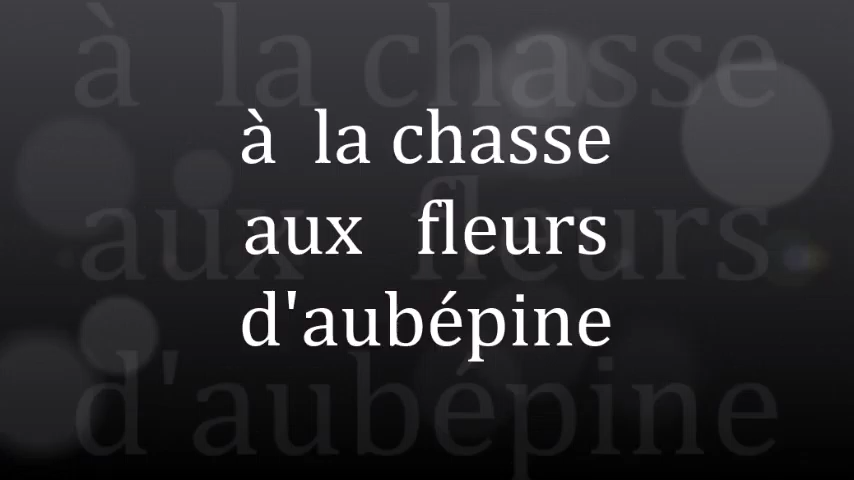 à la chasse
aux fleurs
d'aubépine